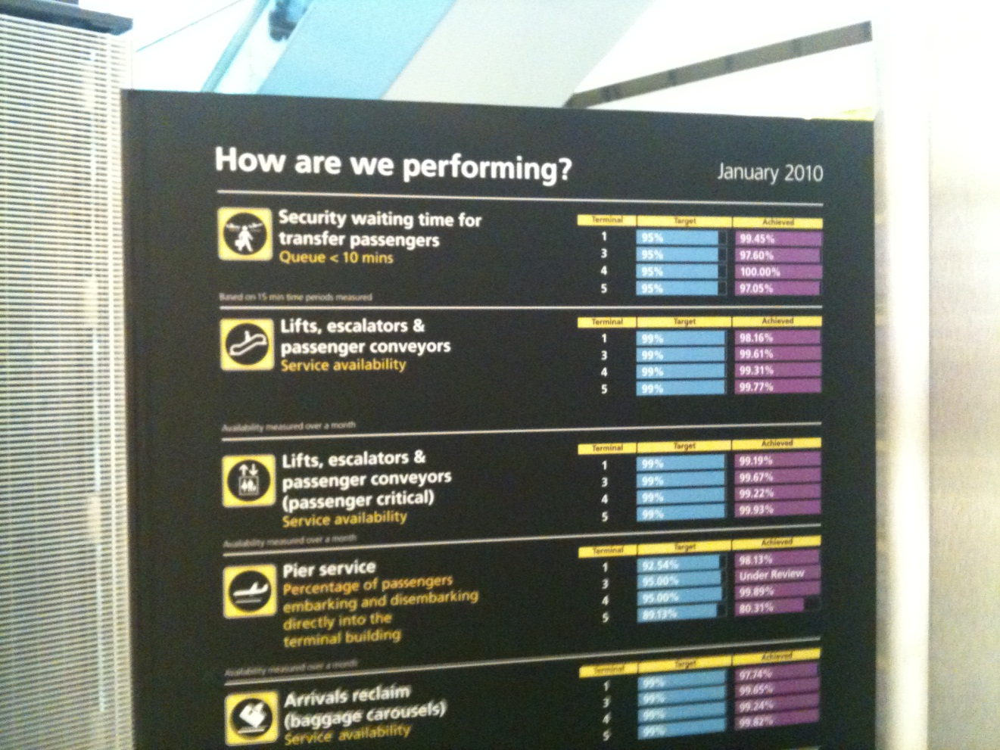 How are we performing?
January 2010
Security waiting time for
transfer passengers
Queue < 10 mins
Based on 15 min time periods measured
Terminal Target Achieved
1 95% 99.45%
3 95% 97.60%
4 95% 100.00%
5 95% 97.05%
Lifts, escalators &
passenger conveyors
Service availability
Availability measured over a month
Terminal Target Achieved
1 99% 98.16%
3 99% 99.61%
4 99% 99.31%
5 99% 99.77%
Lifts, escalators &
passenger conveyors
(passenger critical)
Service availability
Availability measured over a month
Terminal Target Achieved
1 99% 99.19%
3 99% 99.67%
4 99% 99.22%
5 99% 99.93%
Pier service
Percentage of passengers
embarking and disembarking
directly into the
terminal building
Availability measured over a month
Terminal Target Achieved
1 92.54% 98.13%
3 95.00% Under Review
4 95.00% 99.89%
5 89.13% 80.31%
Arrivals reclaim
(baggage carousels)
Service availability
Terminal Target Achieved
1 99% 97.74%
3 99% 99.65%
4 99% 99.24%
5 99% 99.82%